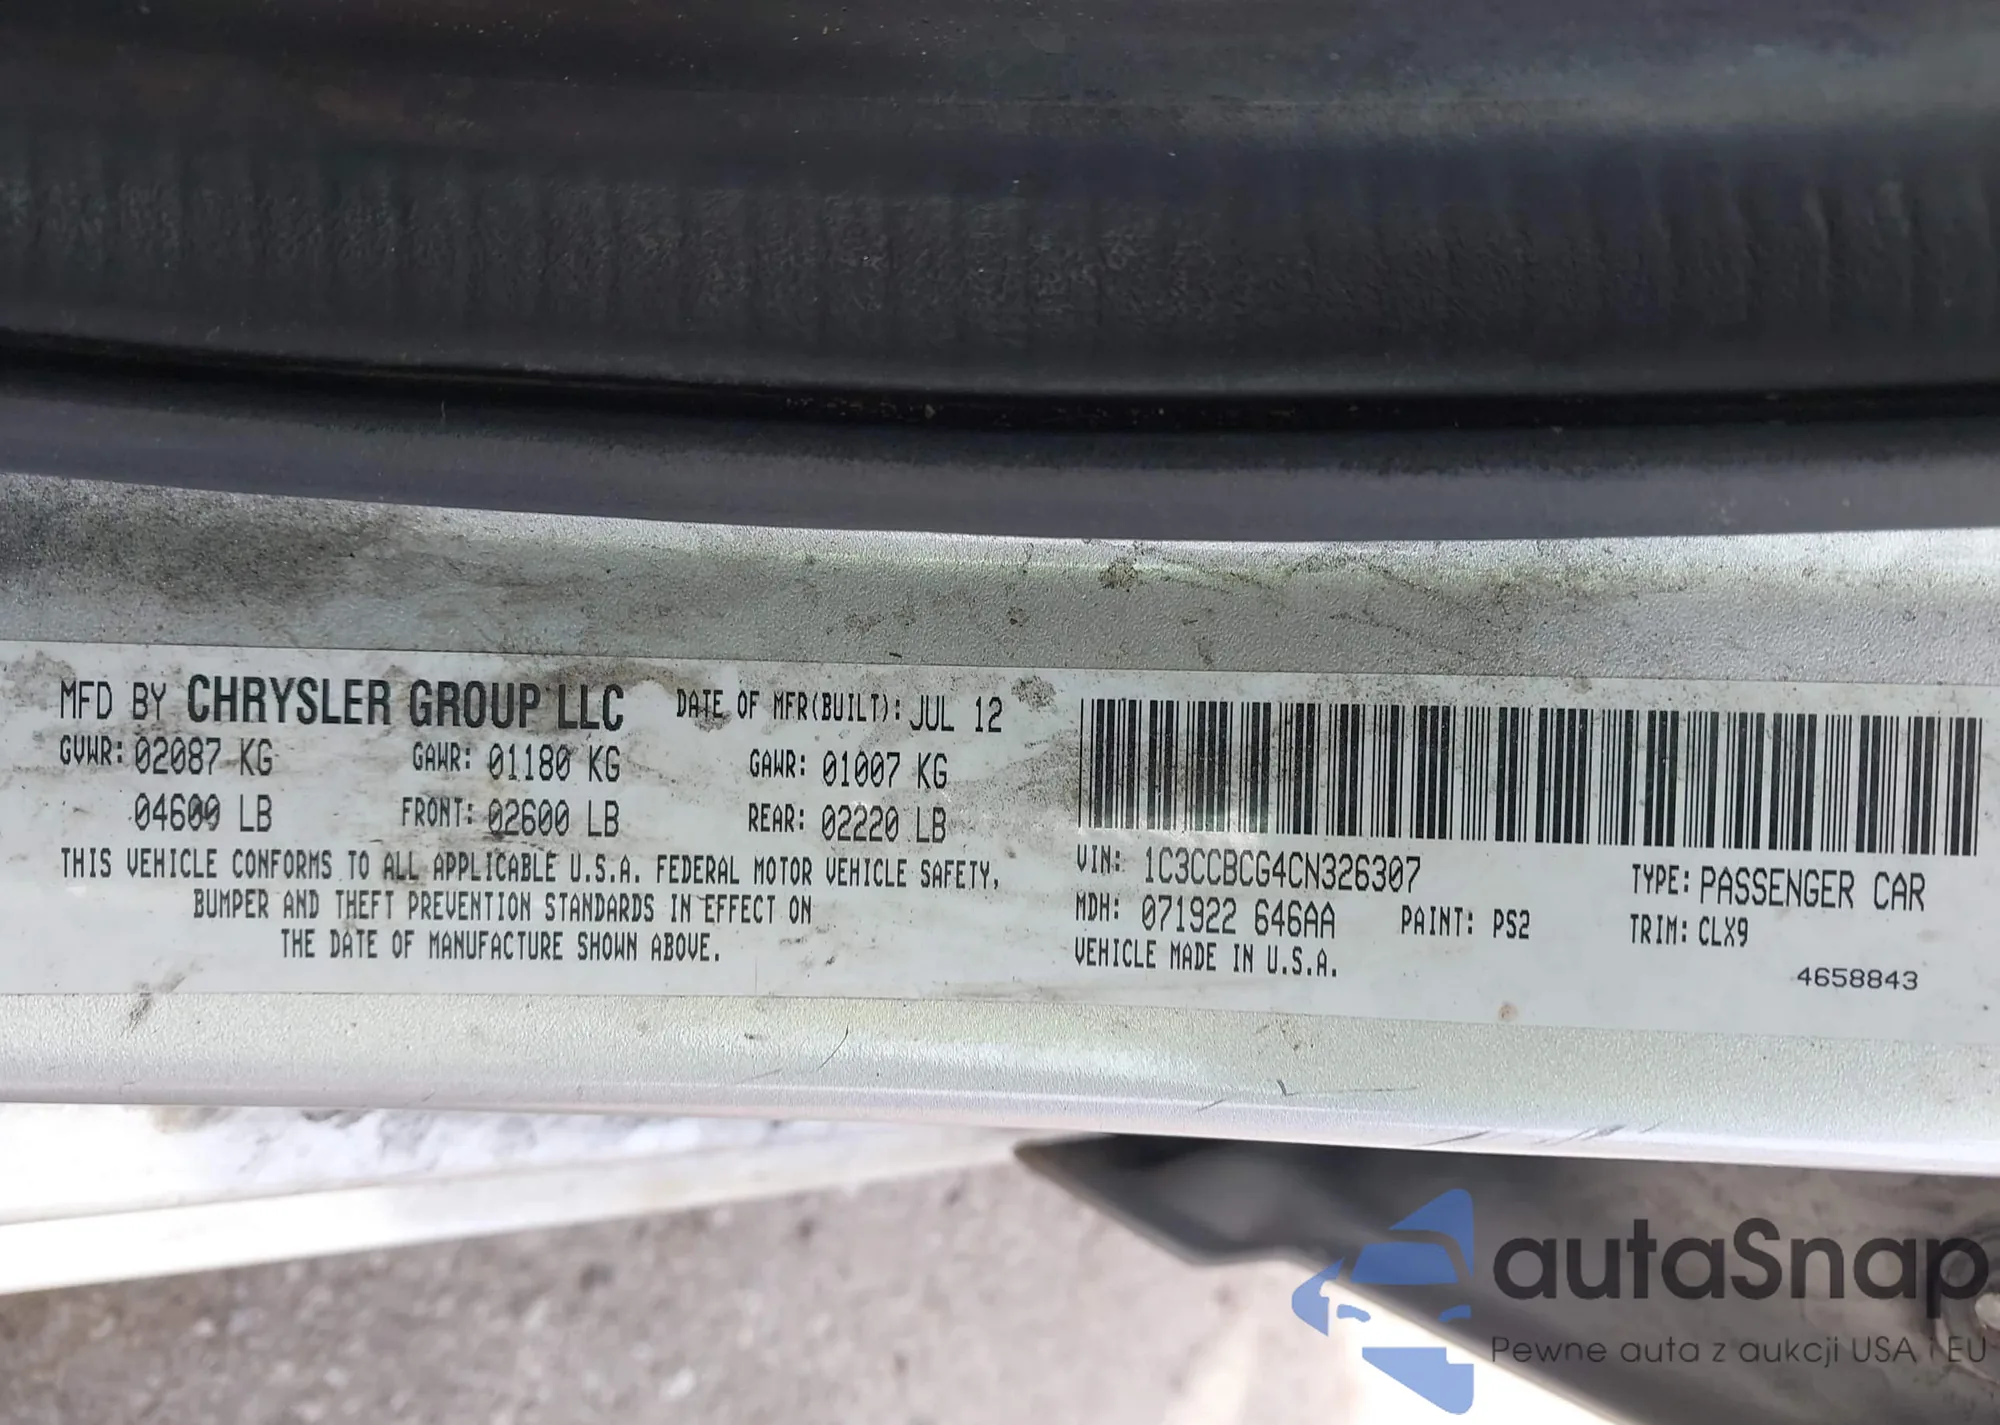 MFD BY CHRYSLER GROUP LLC DATE OF MFR(BUILT): JUL 12
GVWR: 02087 KG GAWR: 01180 KG GAWR: 01007 KG
04600 LB FRONT: 02600 LB REAR: 02220 LB
THIS VEHICLE CONFORMS TO ALL APPLICABLE U.S.A. FEDERAL MOTOR VEHICLE SAFETY,
BUMPER AND THEFT PREVENTION STANDARDS IN EFFECT ON
THE DATE OF MANUFACTURE SHOWN ABOVE.
VIN: 1C3CCBCG4CN326307 TYPE: PASSENGER CAR
MDH: 071922 646AA PAINT: PS2 TRIM: CLX9
VEHICLE MADE IN U.S.A.
4658843
autaSnap
Pewne auta z aukcji USA i EU